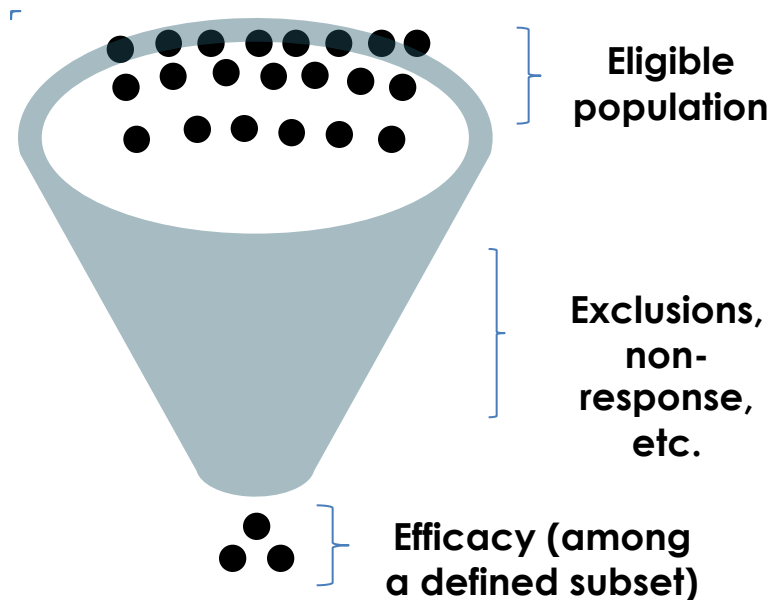 Eligible
population
Exclusions,
non-
response,
etc.
Efficacy (among
a defined subset)